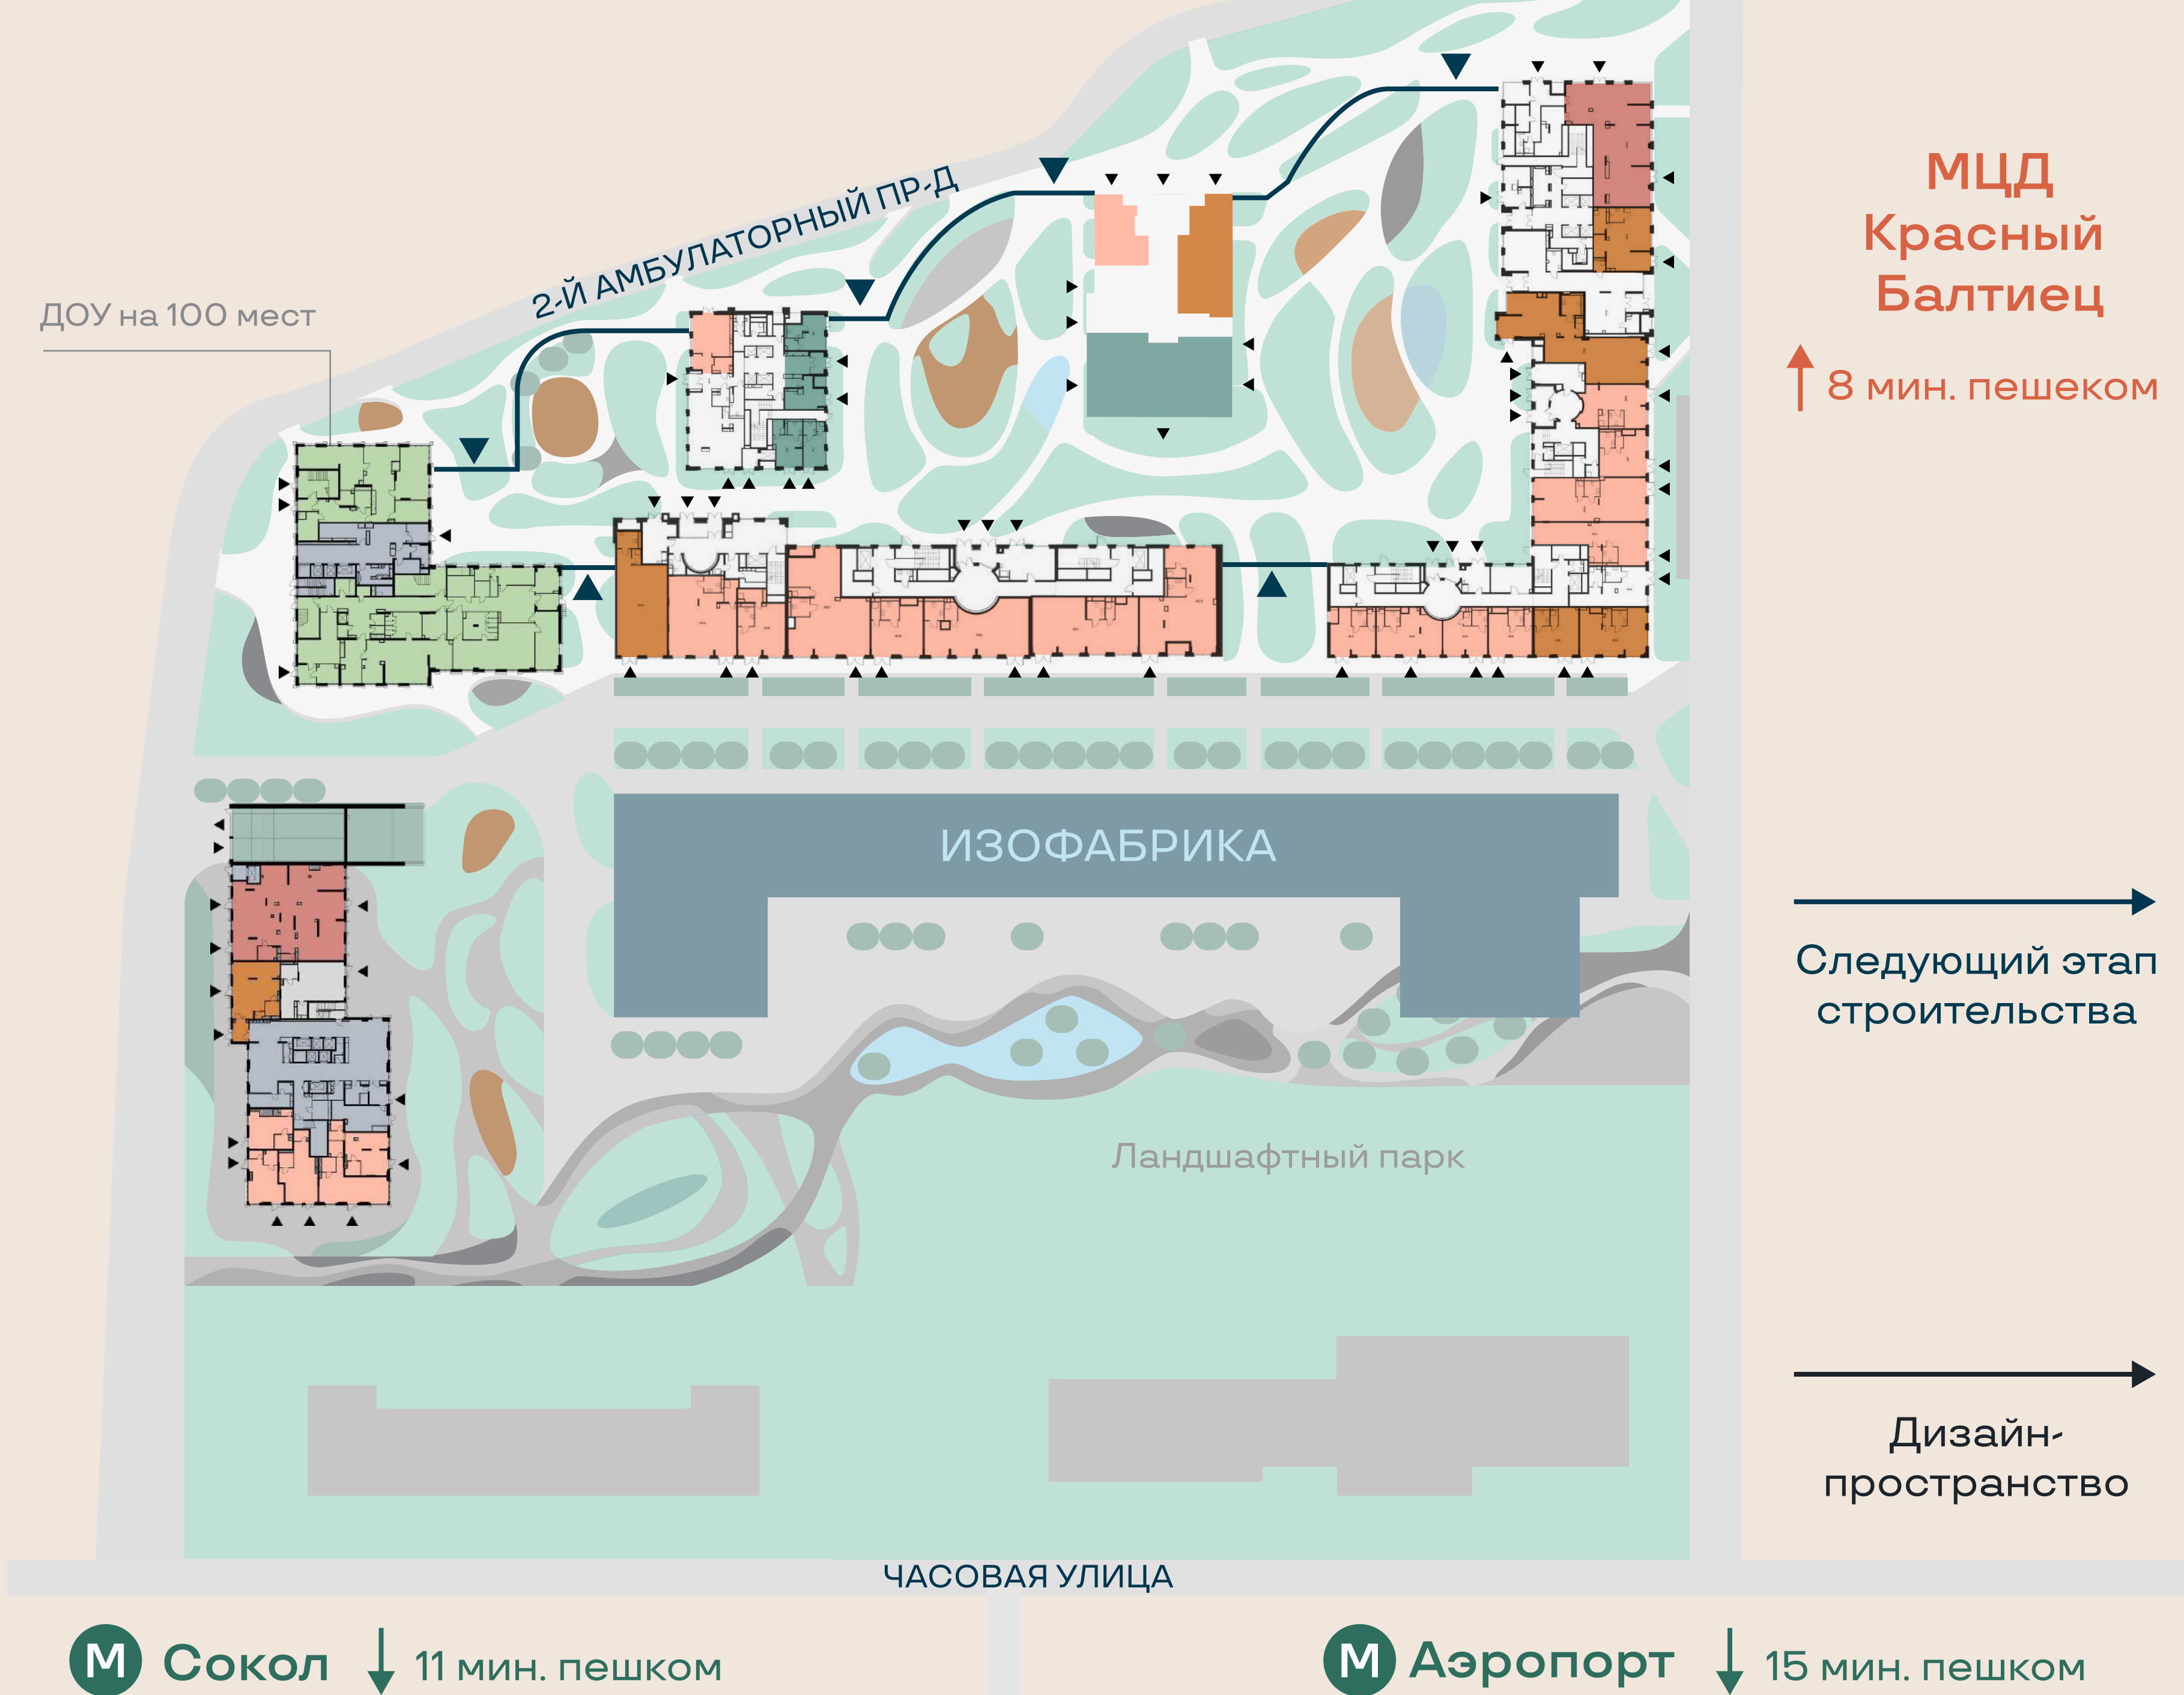 2-Й АМБУЛАТОРНЫЙ ПР-Д
МЦД
Красный
Балтиец
8 мин. пешеком
ДОУ на 100 мест
ИЗОФАБРИКА
Следующий этап
строительства
Ландшафтный парк
Дизайн-
пространство
ЧАСОВАЯ УЛИЦА
М Сокол 11 мин. пешком
М Аэропорт 15 мин. пешком